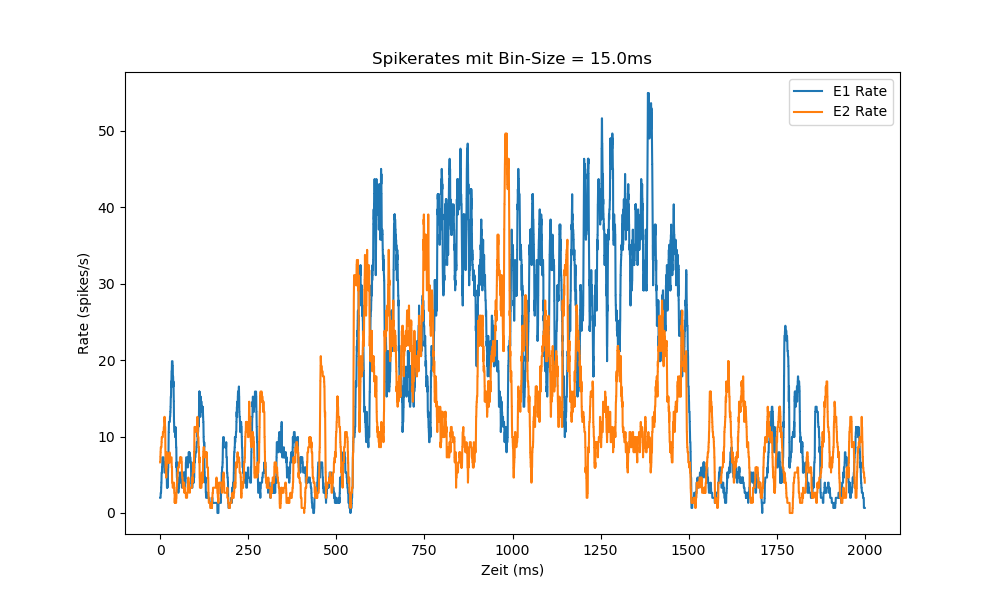 Spikerates mit Bin-Size = 15.0ms
E1 Rate
E2 Rate
Rate (spikes/s)
50
40
30
20
10
0
0 250 500 750 1000 1250 1500 1750 2000
Zeit (ms)